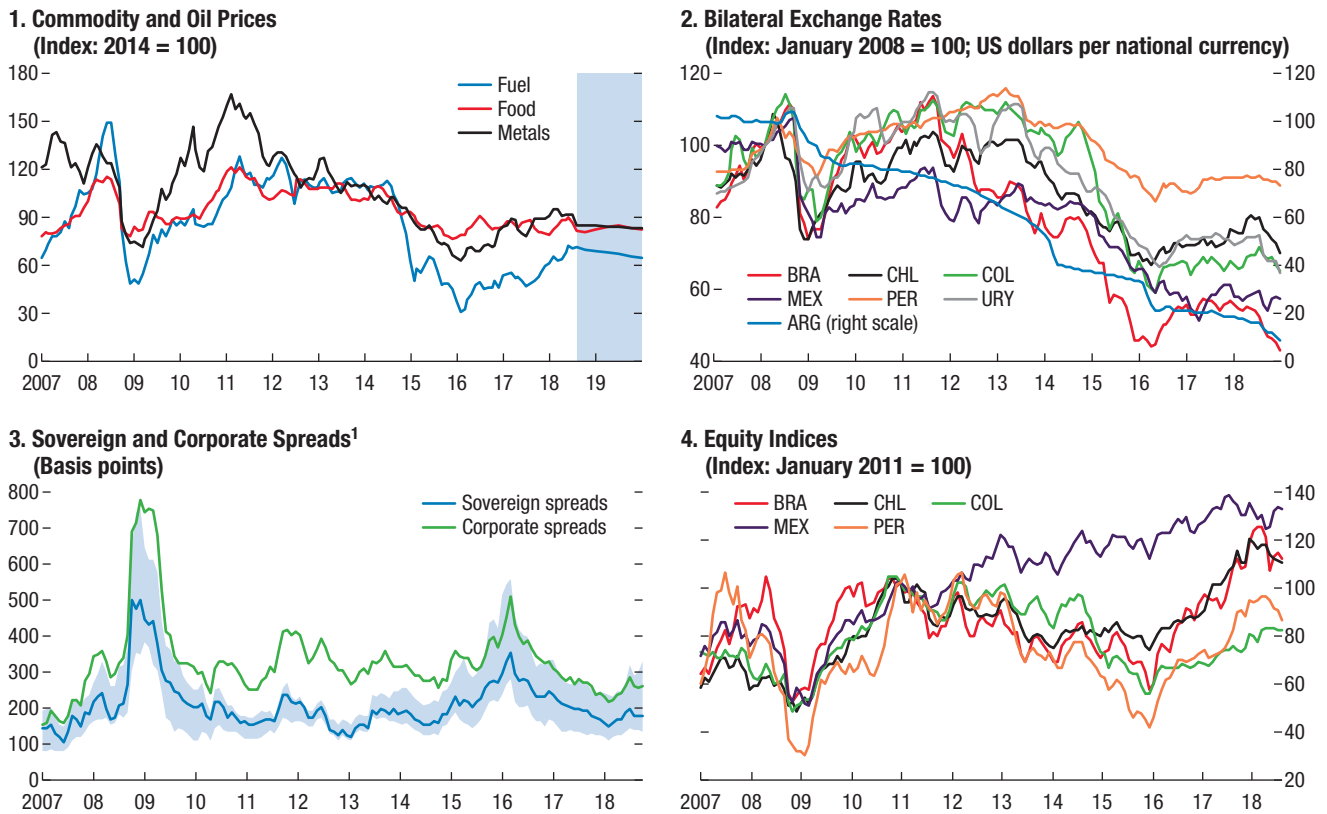 1. Commodity and Oil Prices
(Index: 2014 = 100)
180
150
120
90
60
30
0
Fuel
Food
Metals
2007 08 09 10 11 12 13 14 15 16 17 18 19
2. Bilateral Exchange Rates
(Index: January 2008 = 100; US dollars per national currency)
120
100
80
60
40
120
100
80
60
40
20
0
BRA CHL COL
MEX PER URY
ARG (right scale)
2007 08 09 10 11 12 13 14 15 16 17 18
3. Sovereign and Corporate Spreads¹
(Basis points)
800
700
600
500
400
300
200
100
0
Sovereign spreads
Corporate spreads
2007 08 09 10 11 12 13 14 15 16 17 18
4. Equity Indices
(Index: January 2011 = 100)
BRA CHL COL
MEX PER
140
120
100
80
60
40
20
2007 08 09 10 11 12 13 14 15 16 17 18